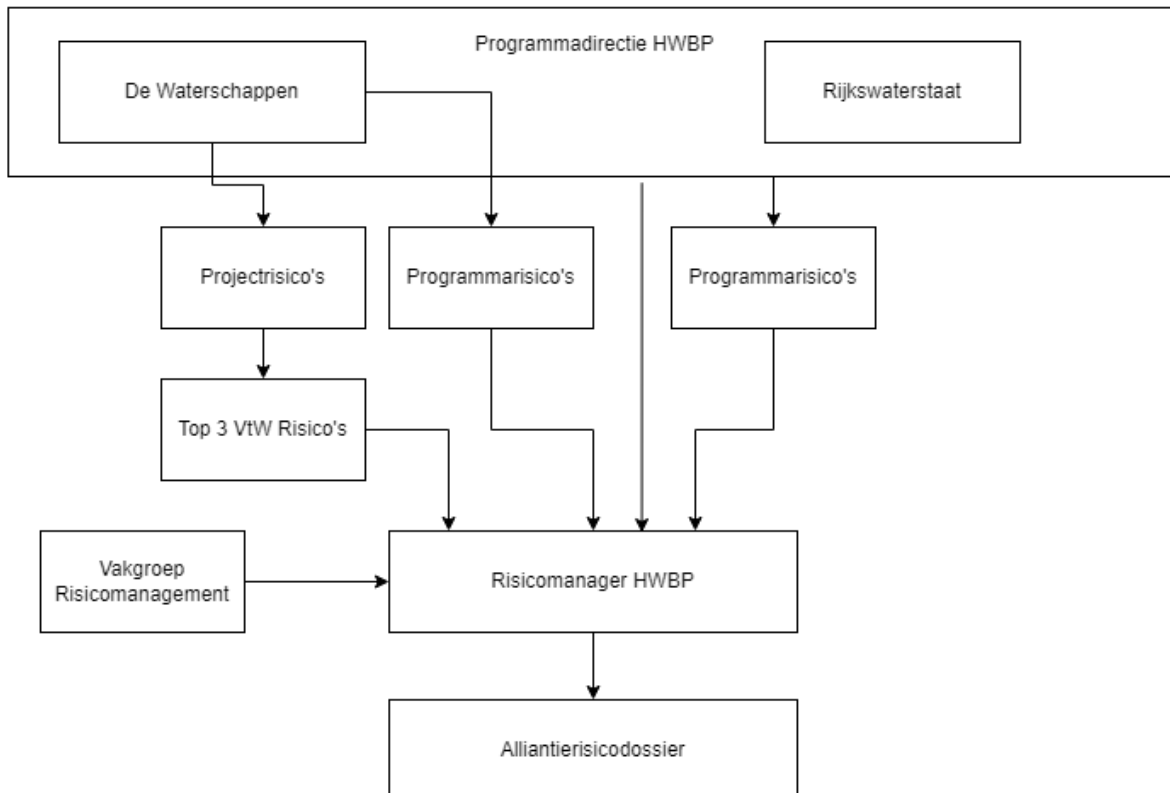 Programmadirectie HWBP
De Waterschappen
Rijkswaterstaat
Projectrisico's
Programmarisico's
Programmarisico's
Top 3 VtW Risico's
Vakgroep
Risicomanagement
Risicomanager HWBP
Alliantierisicodossier